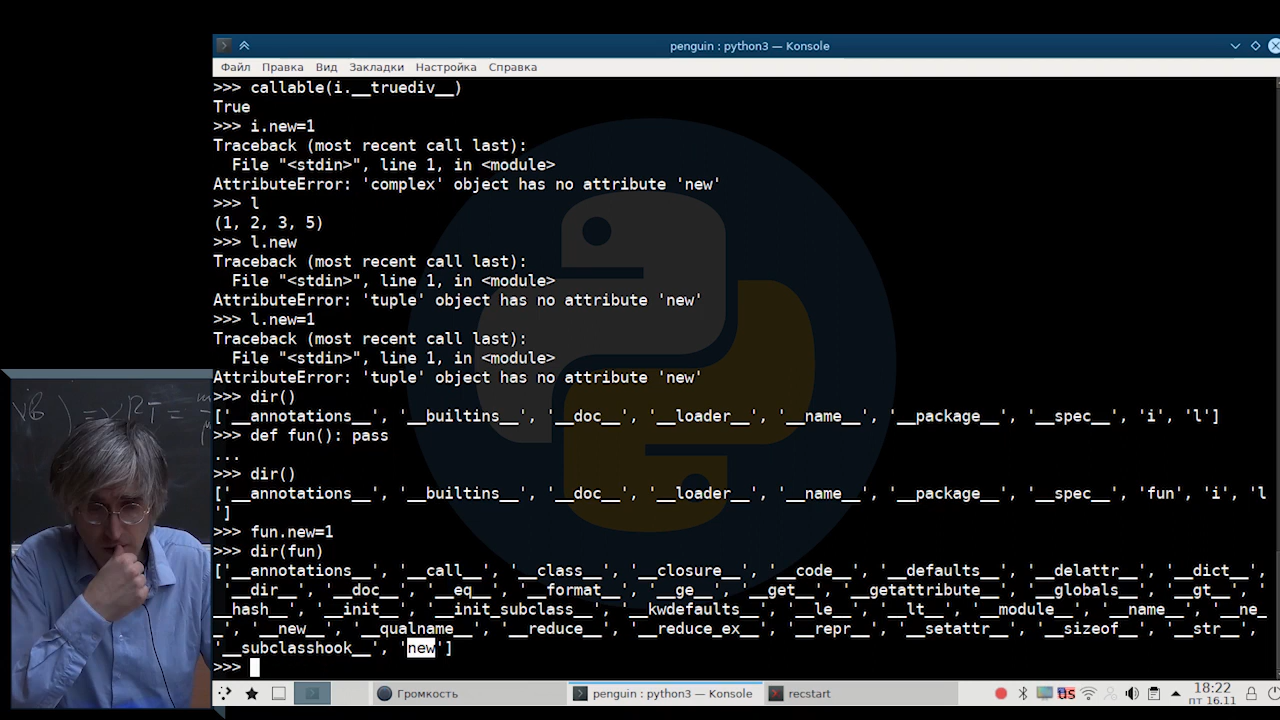 penguin : python3 — Konsole
Файл Правка Вид Закладки Настройка Справка
>>> callable(i.__truediv__)
True
>>> i.new=1
Traceback (most recent call last):
  File "<stdin>", line 1, in <module>
AttributeError: 'complex' object has no attribute 'new'
>>> l
(1, 2, 3, 5)
>>> l.new
Traceback (most recent call last):
  File "<stdin>", line 1, in <module>
AttributeError: 'tuple' object has no attribute 'new'
>>> l.new=1
Traceback (most recent call last):
  File "<stdin>", line 1, in <module>
AttributeError: 'tuple' object has no attribute 'new'
>>> dir()
['__annotations__', '__builtins__', '__doc__', '__loader__', '__name__', '__package__', '__spec__', 'i', 'l']
>>> def fun(): pass
...
>>> dir()
['__annotations__', '__builtins__', '__doc__', '__loader__', '__name__', '__package__', '__spec__', 'fun', 'i', 'l
']
>>> fun.new=1
>>> dir(fun)
['__annotations__', '__call__', '__class__', '__closure__', '__code__', '__defaults__', '__delattr__', '__dict__',
'__dir__', '__doc__', '__eq__', '__format__', '__ge__', '__get__', '__getattribute__', '__globals__', '__gt__', '
__hash__', '__init__', '__init_subclass__', '__kwdefaults__', '__le__', '__lt__', '__module__', '__name__', '__ne_
_', '__new__', '__qualname__', '__reduce__', '__reduce_ex__', '__repr__', '__setattr__', '__sizeof__', '__str__',
'__subclasshook__', 'new']
>>>
= νRT =
Громкость penguin : python3 — Konsole recstart us 18:22
пт 16.11